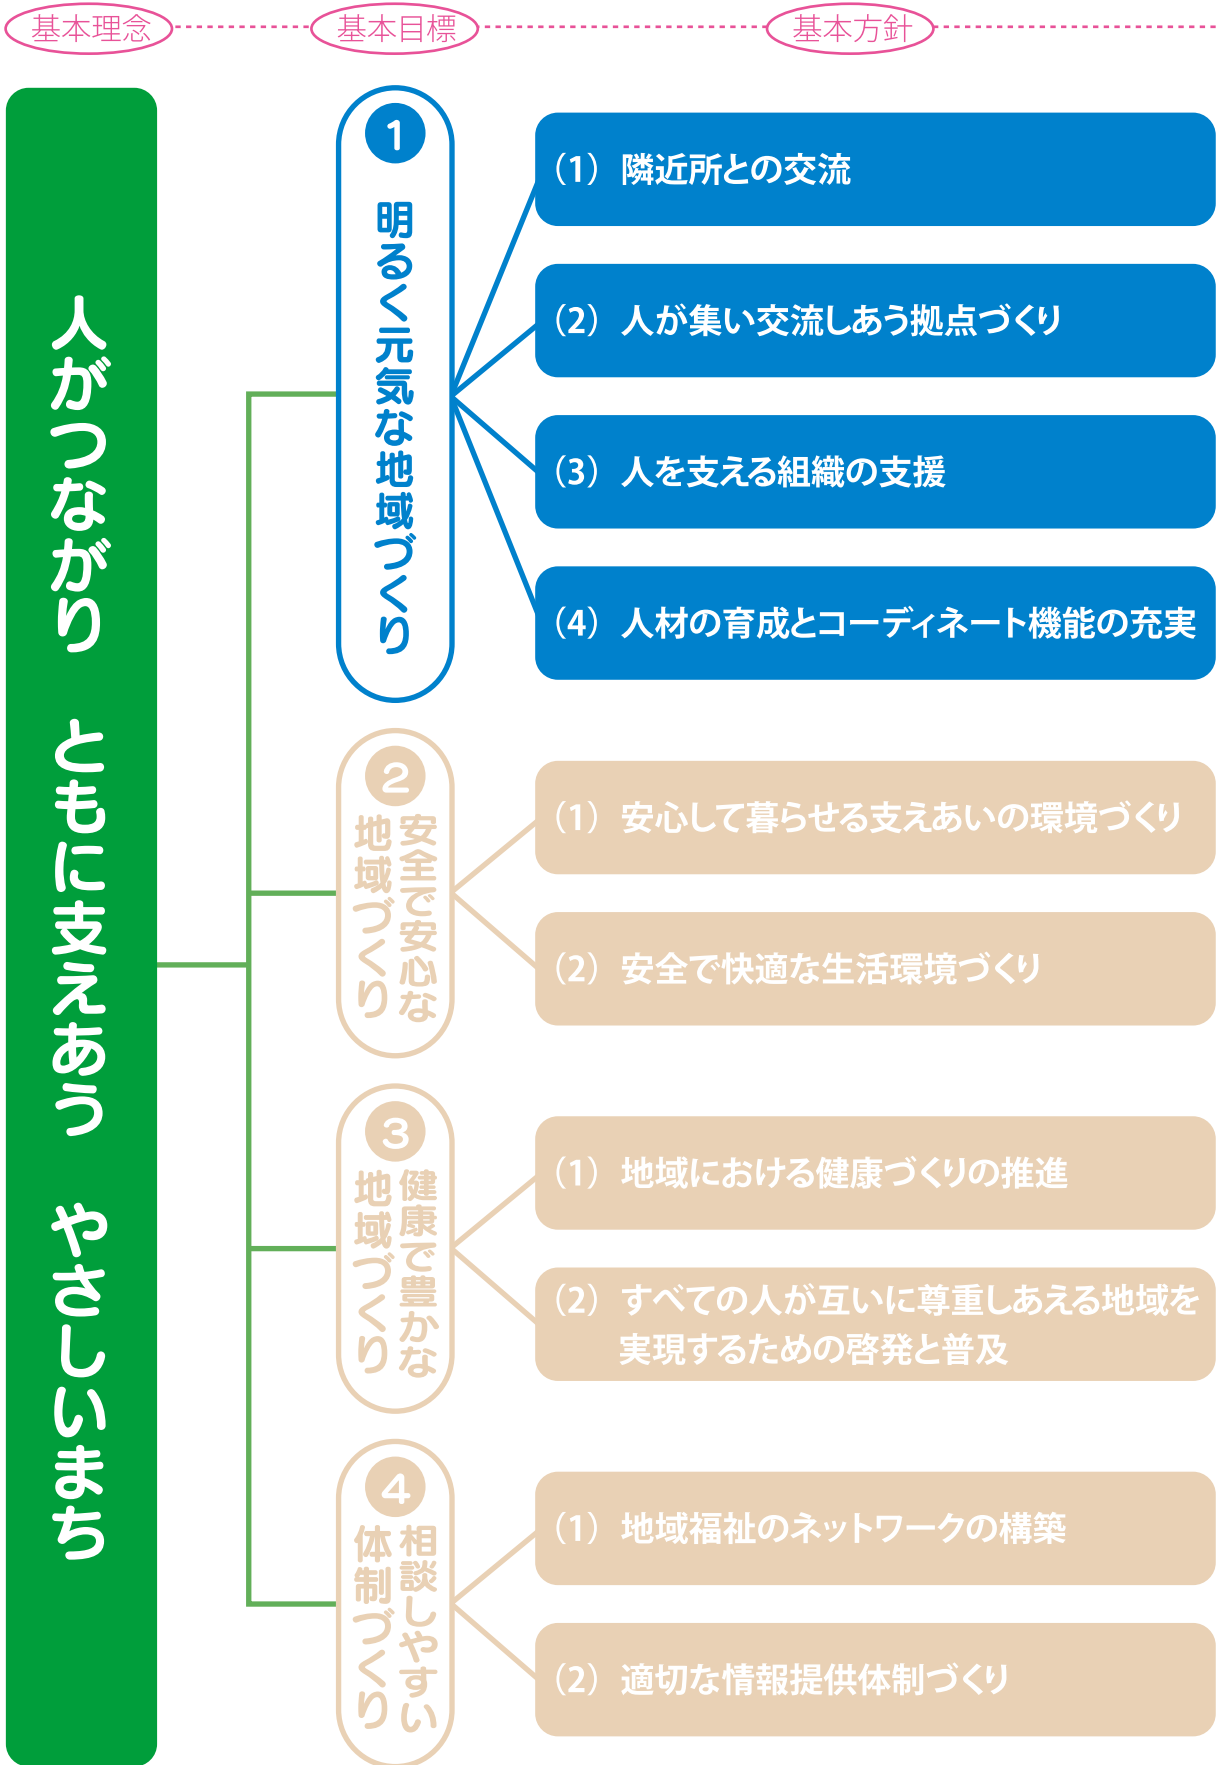 基本理念
基本目標
基本方針
人がつながり　ともに支えあう　やさしいまち
1
明るく元気な地域づくり
（1） 隣近所との交流
（2） 人が集い交流しあう拠点づくり
（3） 人を支える組織の支援
（4） 人材の育成とコーディネート機能の充実
2
安全で安心な
地域づくり
（1） 安心して暮らせる支えあいの環境づくり
（2） 安全で快適な生活環境づくり
3
健康で豊かな
地域づくり
（1） 地域における健康づくりの推進
（2） すべての人が互いに尊重しあえる地域を
実現するための啓発と普及
4
相談しやすい
体制づくり
（1） 地域福祉のネットワークの構築
（2） 適切な情報提供体制づくり